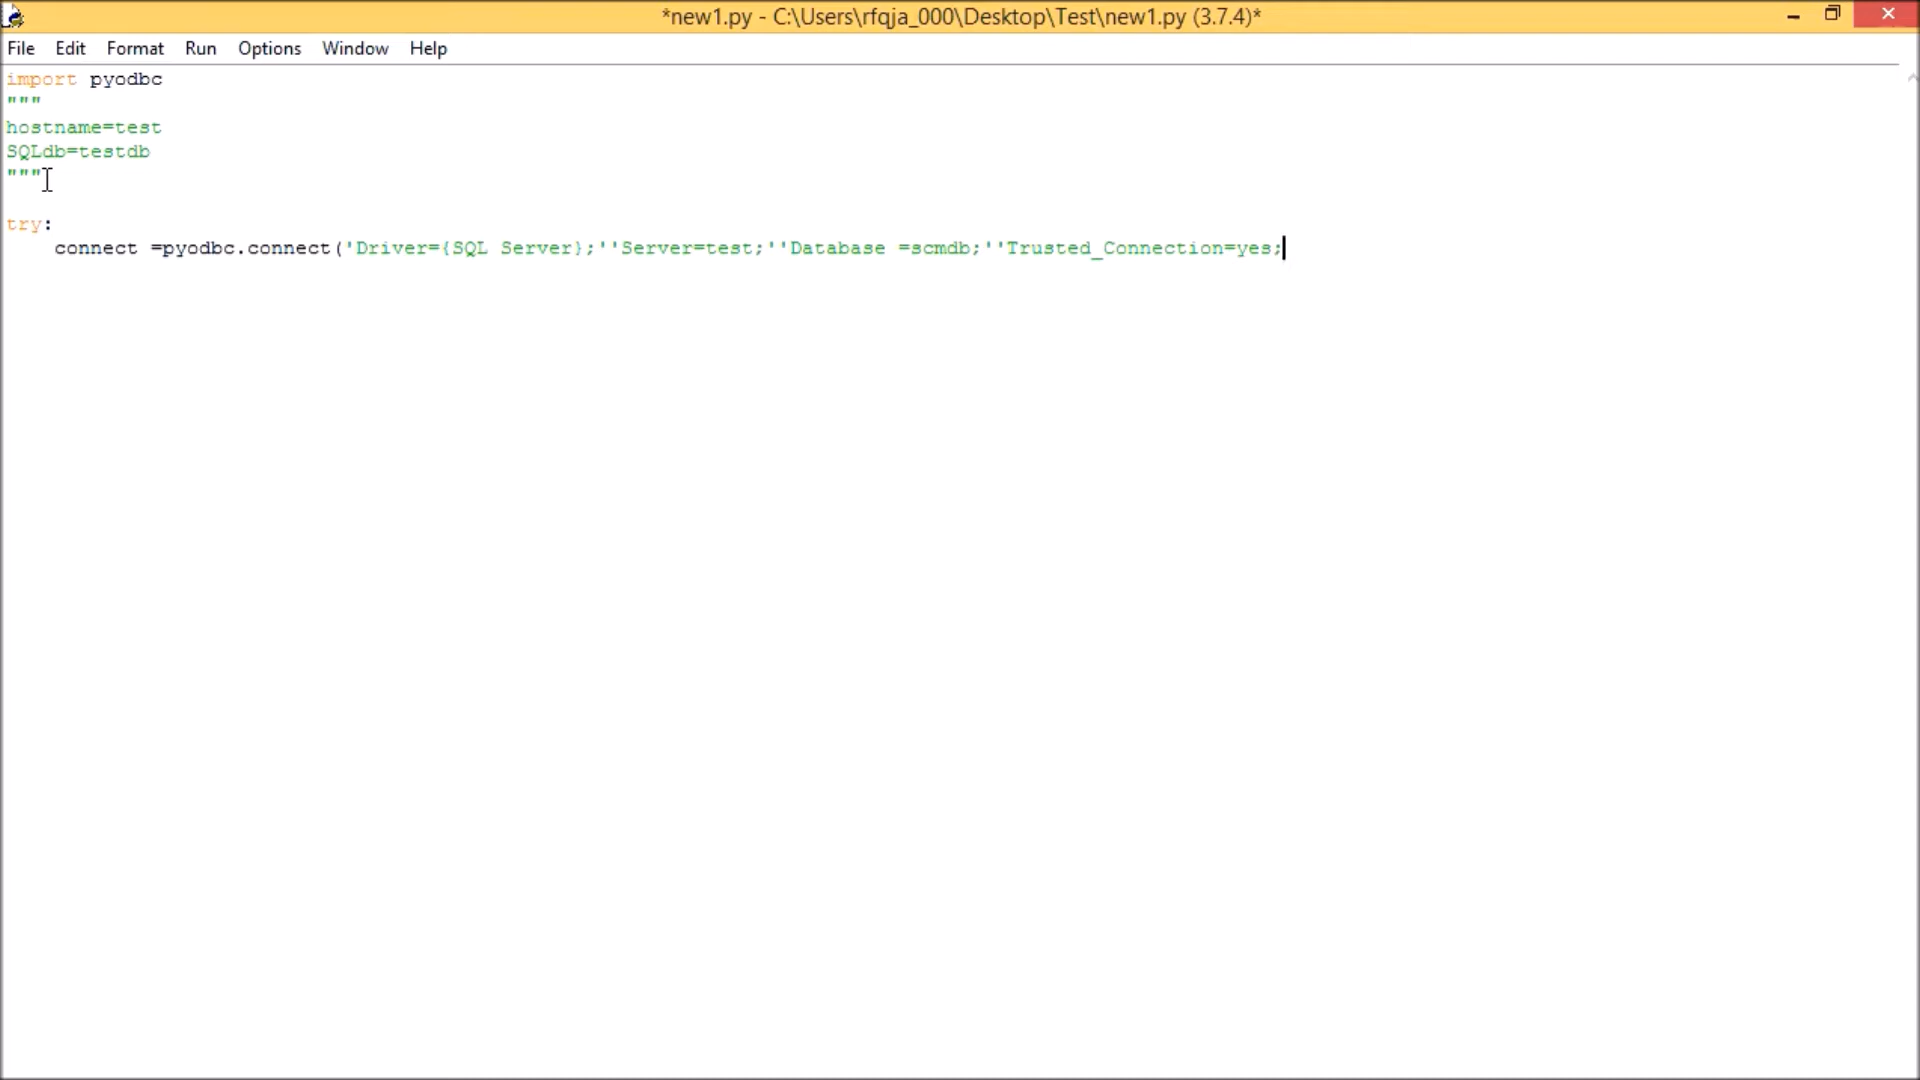 *new1.py - C:\Users\rfqja_000\Desktop\Test\new1.py (3.7.4)*
File Edit Format Run Options Window Help
import pyodbc
"""
hostname=test
SQLdb=testdb
"""
try:
    connect =pyodbc.connect('Driver={SQL Server};''Server=test;''Database =scmdb;''Trusted_Connection=yes;